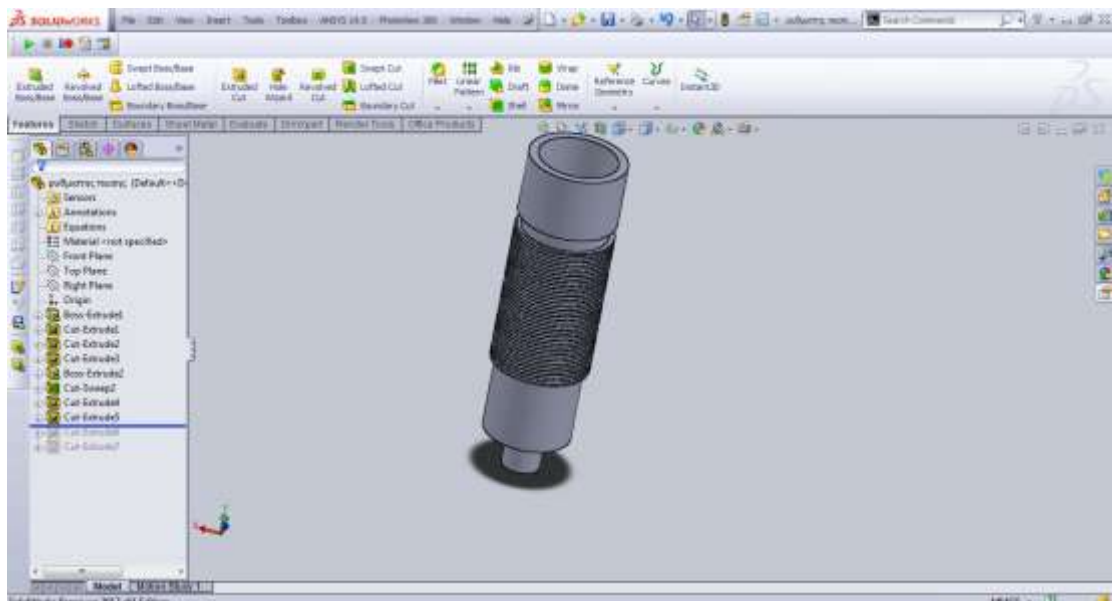 SOLIDWORKS File Edit View Insert Tools Toolbox Window Help Search Commands
Swept Boss/Base Swept Cut Rib Wrap
Extruded Boss/Base Revolved Boss/Base Lofted Boss/Base Extruded Cut Hole Wizard Revolved Cut Lofted Cut Fillet Linear Pattern Draft Dome Reference Geometry Curves Instant3D
Boundary Boss/Base Boundary Cut Shell Mirror
Features Sketch Surfaces Sheet Metal Evaluate DimXpert Render Tools Office Products
Sensors
Annotations
Equations
Material <not specified>
Front Plane
Top Plane
Right Plane
Origin
Boss-Extrude1
Cut-Extrude1
Cut-Extrude2
Cut-Extrude3
Boss-Extrude2
Cut-Sweep2
Cut-Extrude4
Cut-Extrude5
Cut-Extrude6
Cut-Extrude7
Model Motion Study 1